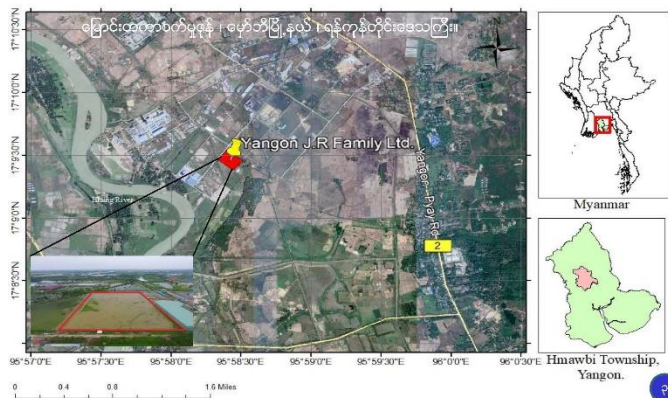 မြောင်းတကာစက်မှုဇုန် ၊ မှော်ဘီမြို့နယ် ၊ ရန်ကုန်တိုင်းဒေသကြီး။
17°10'30"N
17°10'0"N
17°9'30"N
17°9'0"N
17°8'30"N
Yangon J.R Family Ltd.
Yangon - Pyay Rd
2
Hlaing River
95°57'0"E
95°57'30"E
95°58'0"E
95°58'30"E
95°59'0"E
95°59'30"E
96°0'0"E
96°0'30"E
0 0.4 0.8 1.6 Miles
Myanmar
Hmawbi Township,
Yangon.
၃